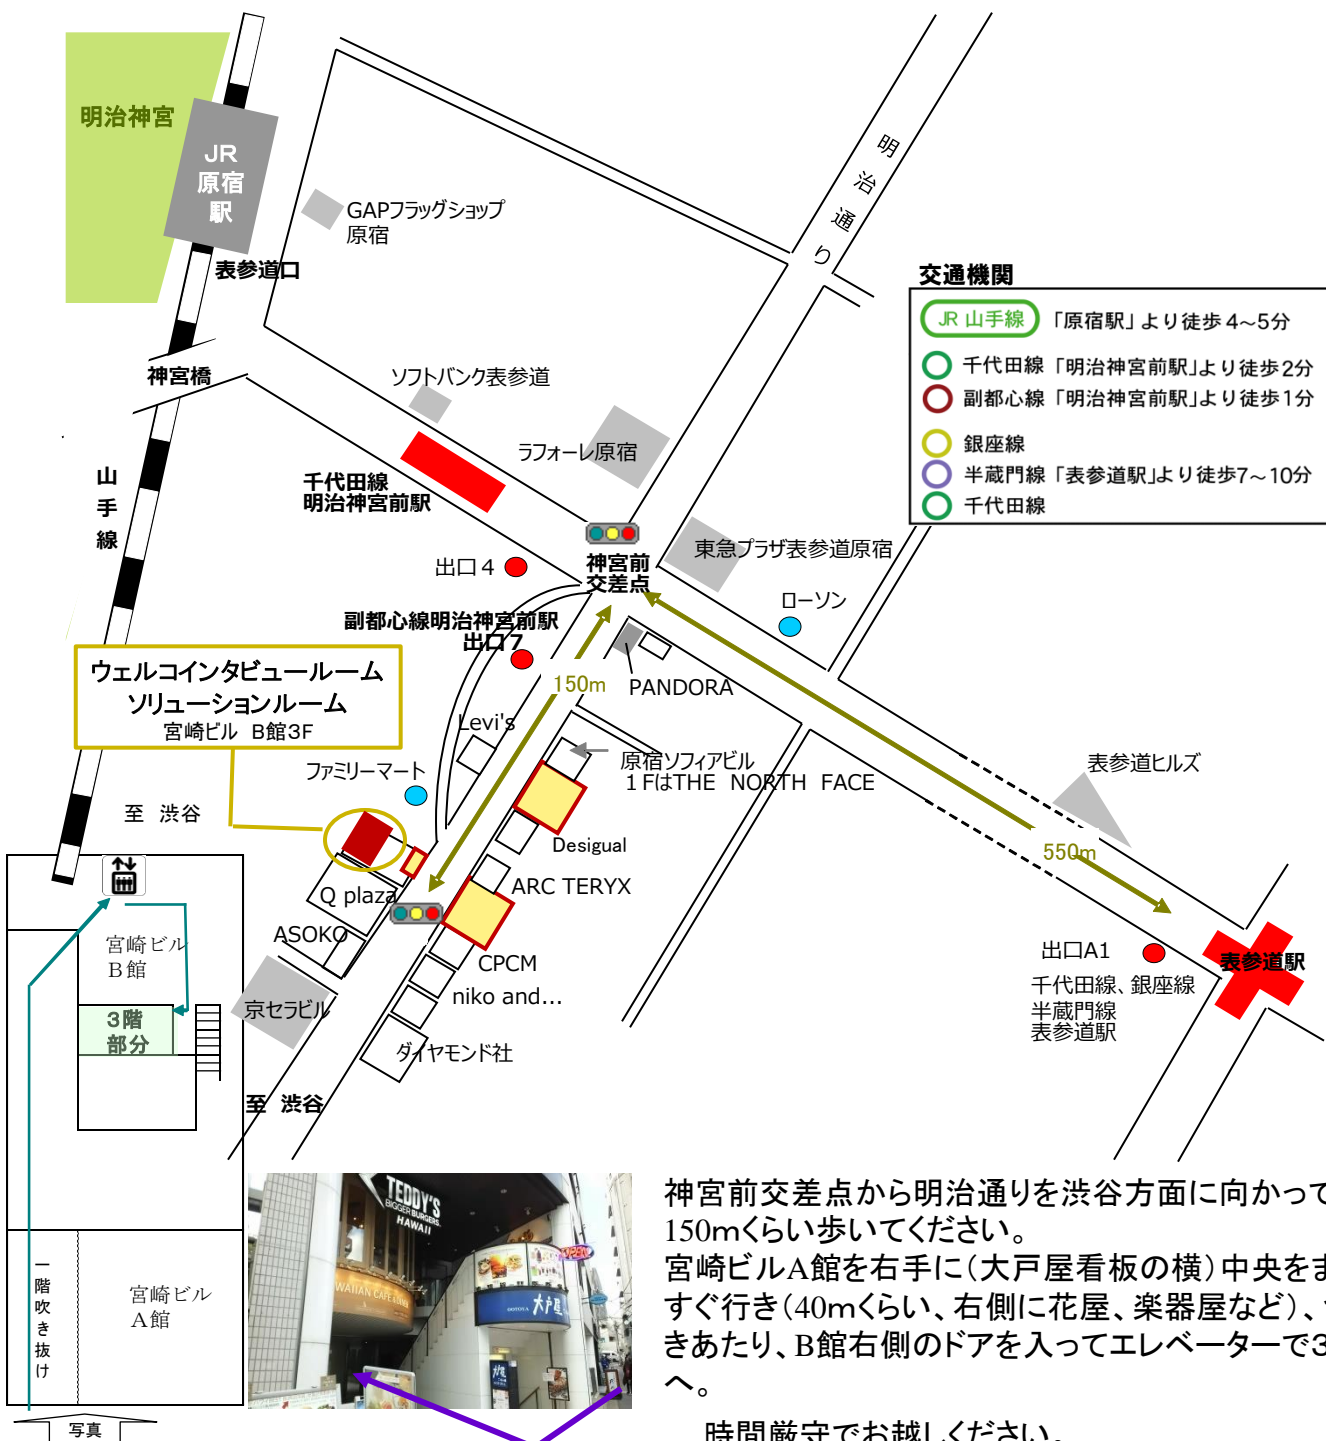 明治神宮
JR
原宿
駅
表参道口
GAPフラッグショップ
原宿
明治通り
神宮橋
ソフトバンク表参道
ラフォーレ原宿
千代田線
明治神宮前駅
山手線
交通機関
JR 山手線 「原宿駅」より徒歩4~5分
千代田線 「明治神宮前駅」より徒歩2分
副都心線 「明治神宮前駅」より徒歩1分
銀座線
半蔵門線 「表参道駅」より徒歩7~10分
千代田線
神宮前
交差点
東急プラザ表参道原宿
出口4
ローソン
副都心線明治神宮前駅
出口7
150m
PANDORA
ウェルコインタビュールーム
ソリューションルーム
宮崎ビル B館3F
Levi's
原宿ソフィアビル
1FはTHE NORTH FACE
ファミリーマート
表参道ヒルズ
至 渋谷
Desigual
550m
ARC TERYX
Q plaza
ASOKO
CPCM
niko and...
京セラビル
ダイヤモンド社
出口A1
千代田線、銀座線
半蔵門線
表参道駅
表参道駅
至 渋谷
宮崎ビル
B館
3階
部分
宮崎ビル
A館
一階吹き抜け
写真
TEDDY'S
BIGGER BURGERS
HAWAII
WAIIAN CAFE & DINER
OPEN
OOTOYA
大戸屋
神宮前交差点から明治通りを渋谷方面に向かって
150mくらい歩いてください。
宮崎ビルA館を右手に(大戸屋看板の横)中央をま
すぐ行き(40mくらい、右側に花屋、楽器屋など)、
きあたり、B館右側のドアを入ってエレベーターで3
へ。
時間厳守でお越しください。